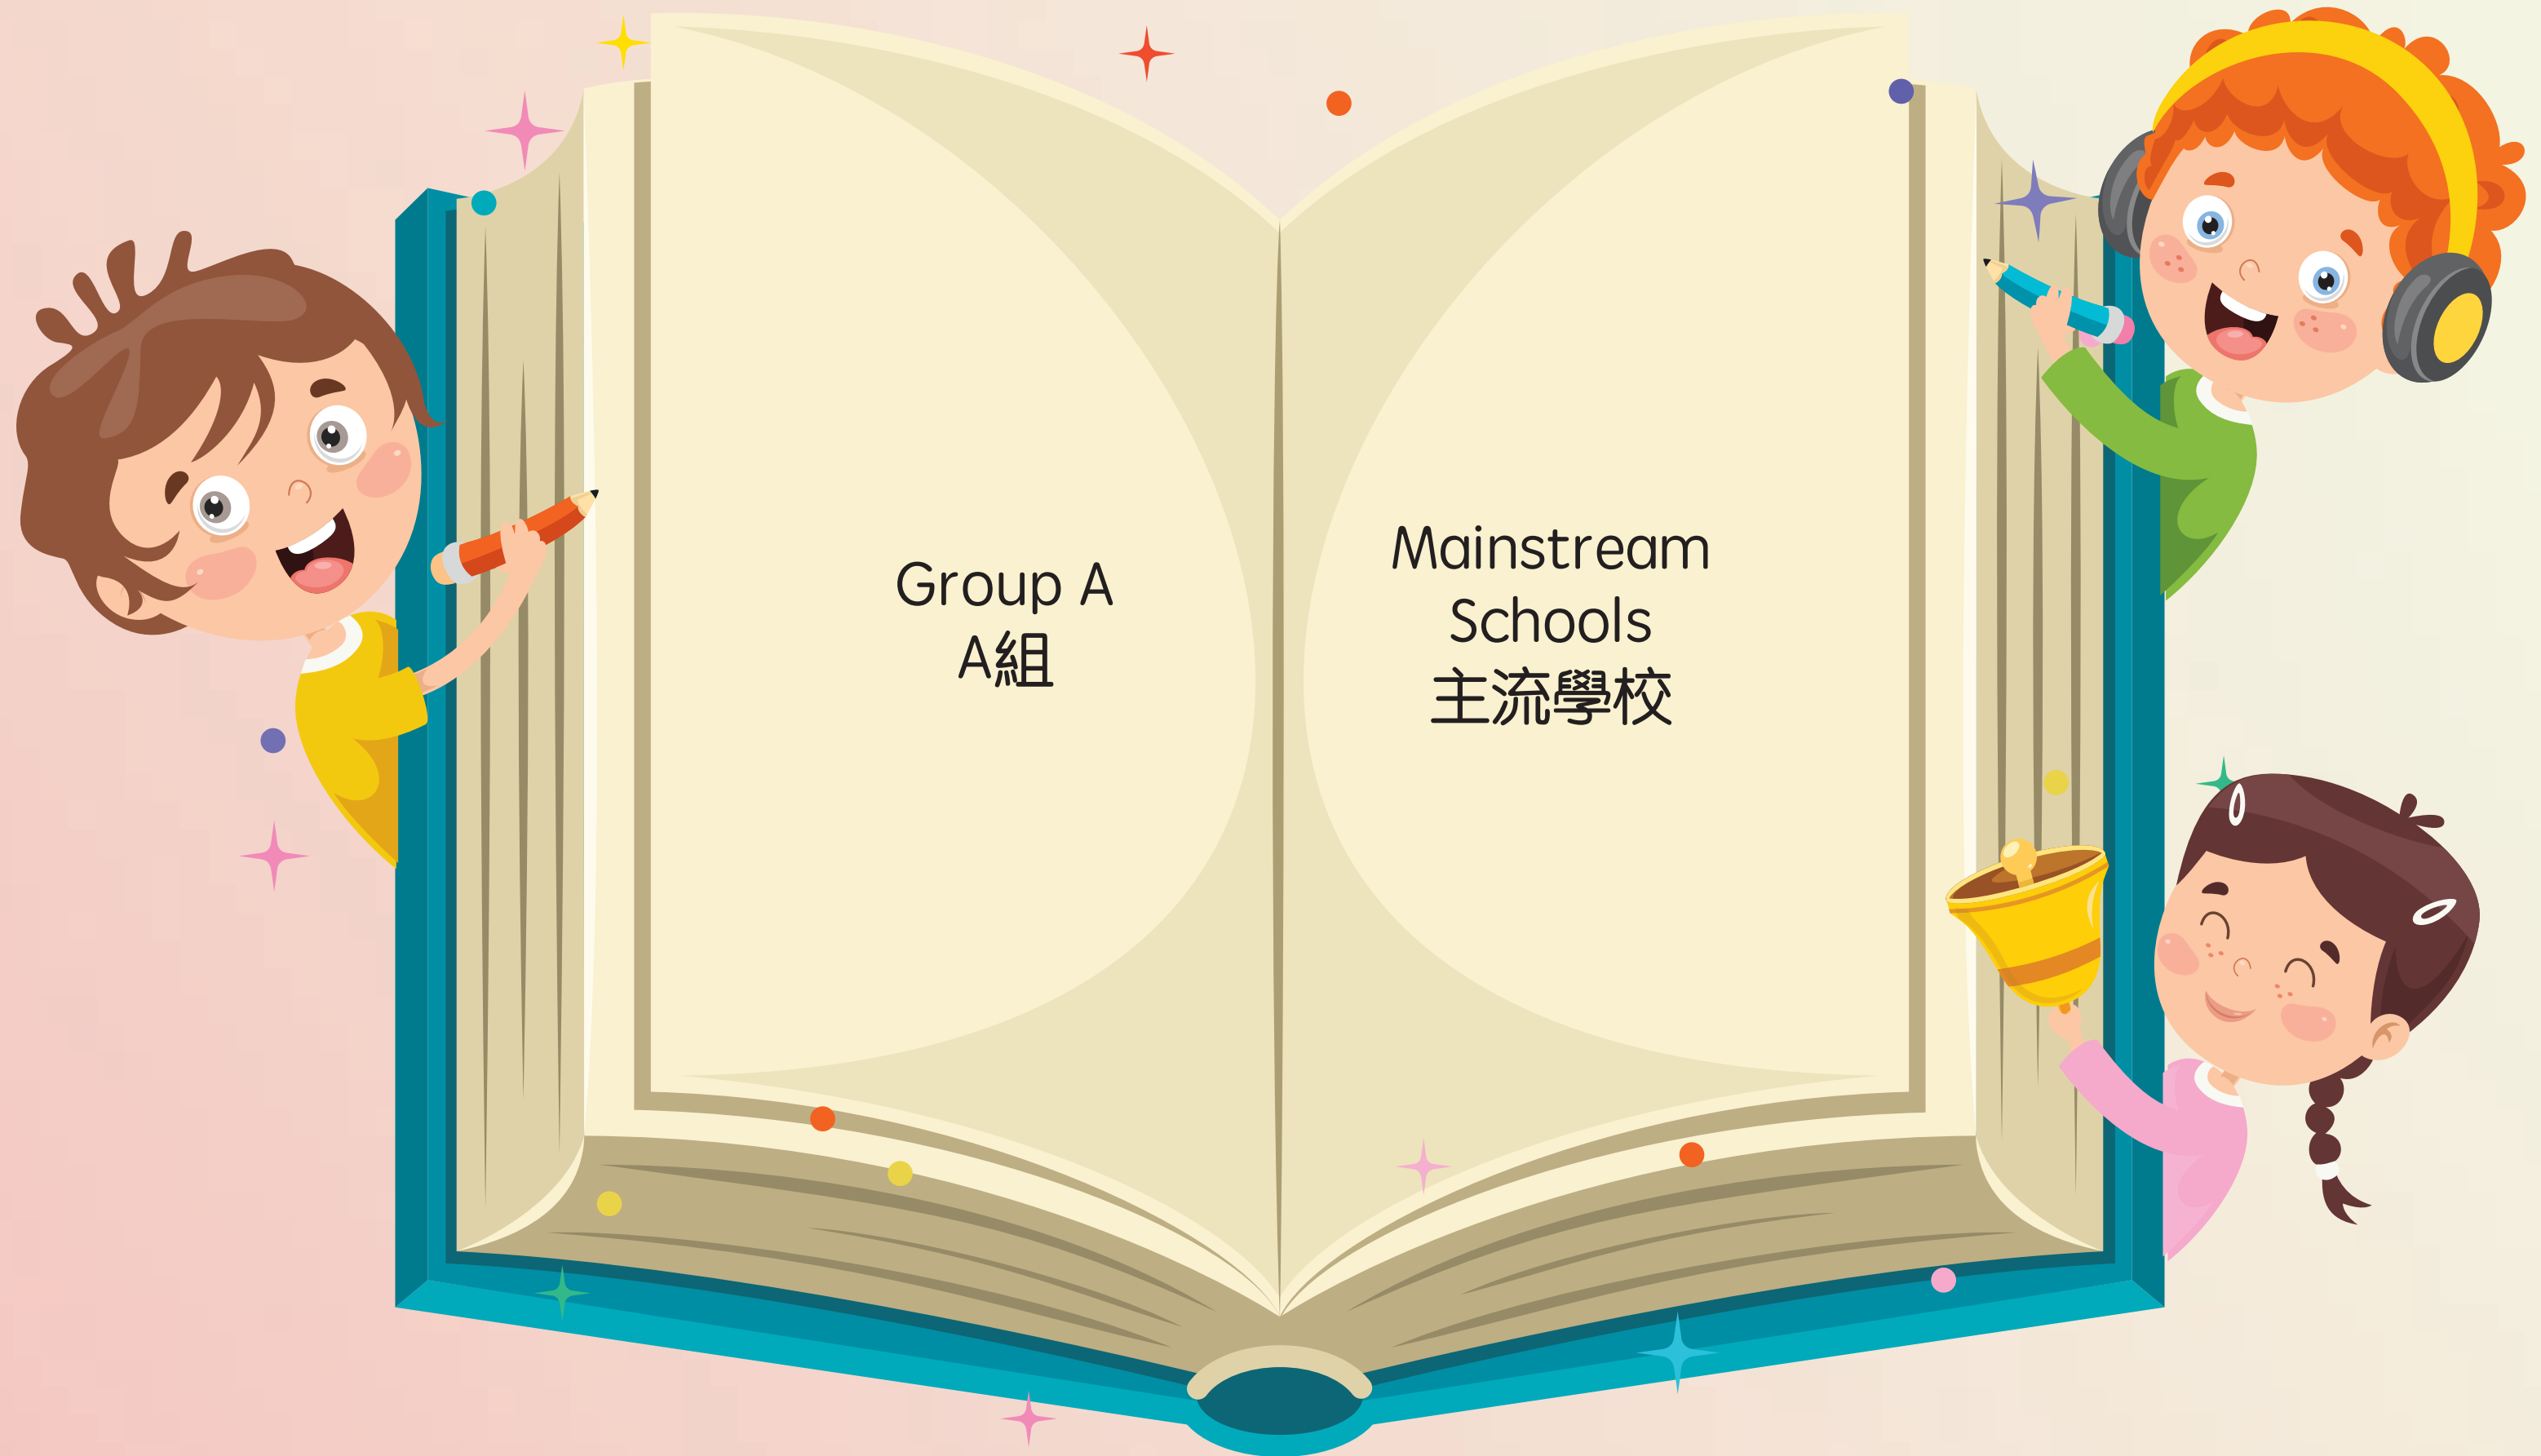 Group A
A組
Mainstream
Schools
主流學校